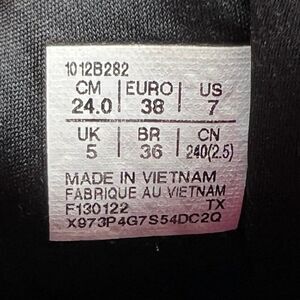 1012B282
CM | EURO | US
24.0 | 38 | 7
UK | BR | CN
5 | 36 | 240(2.5)
MADE IN VIETNAM
FABRIQUE AU VIETNAM
F130122 TX
X973P4G7S54DC2Q